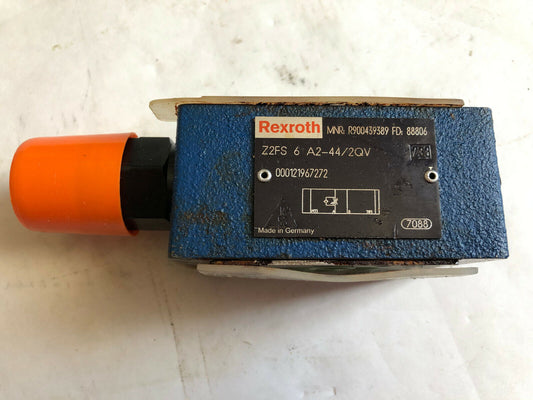 Rexroth MNR: R900439389 FD: 88806
Z2FS 6 A2-44/2QV
000121967272
Made in Germany
7088